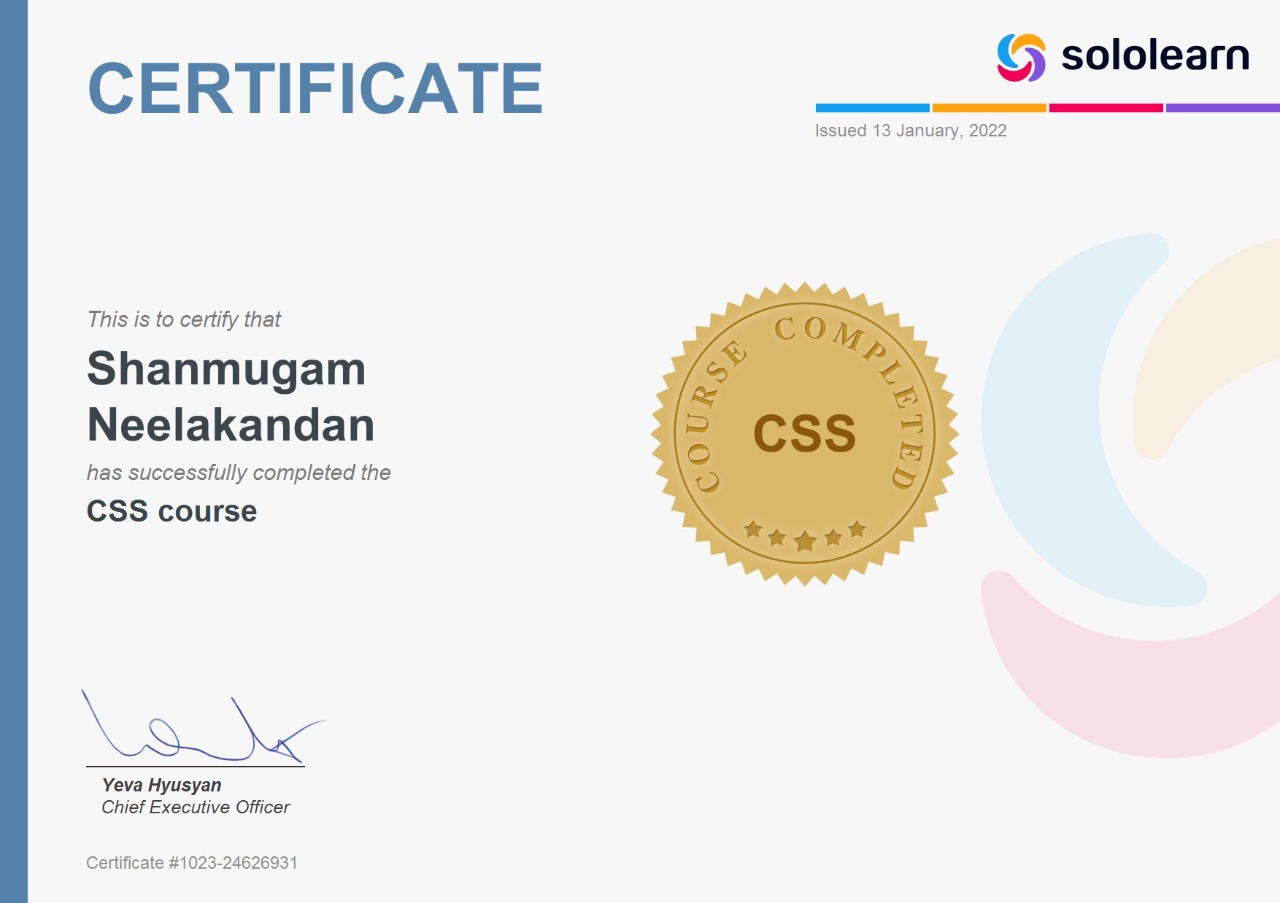 CERTIFICATE
sololearn
Issued 13 January, 2022
This is to certify that
Shanmugam
Neelakandan
has successfully completed the
CSS course
COURSE COMPLETED
CSS
Yeva Hyusyan
Chief Executive Officer
Certificate #1023-24626931